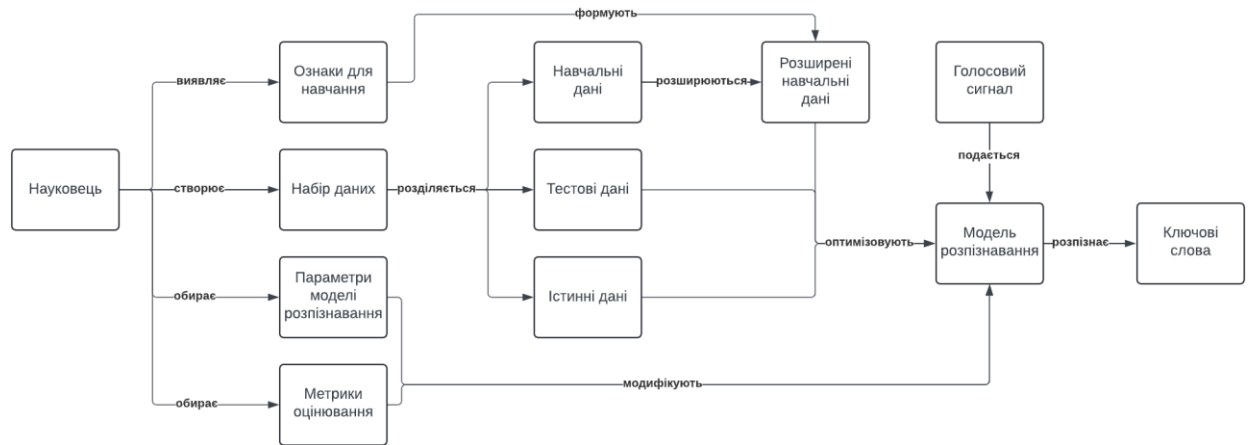 формують
Ознаки для
навчання
Навчальні
дані
Розширені
навчальні
дані
Голосовий
сигнал
виявляє
розширюються
подається
Науковець
створює
Набір даних
розділяється
Тестові дані
оптимізовують
Модель
розпізнавання
розпізнає
Ключові
слова
обирає
Параметри
моделі
розпізнавання
Істинні дані
модифікують
обирає
Метрики
оцінювання